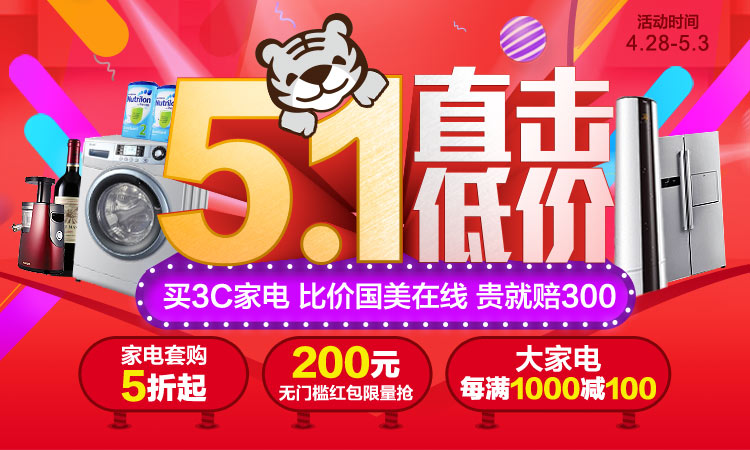 活动时间
4.28-5.3
Nutrilon
Nutrilon
5.1
直击
低价
买3C家电 比价国美在线 贵就赔300
家电套购
5折起
200元
无门槛红包限量抢
大家电
每满1000减100